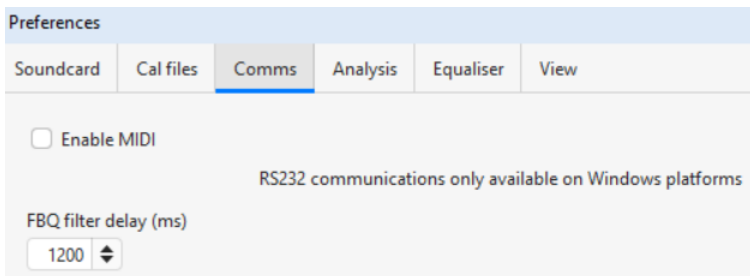 Preferences
Soundcard Cal files Comms Analysis Equaliser View
Enable MIDI
RS232 communications only available on Windows platforms
FBQ filter delay (ms)
1200